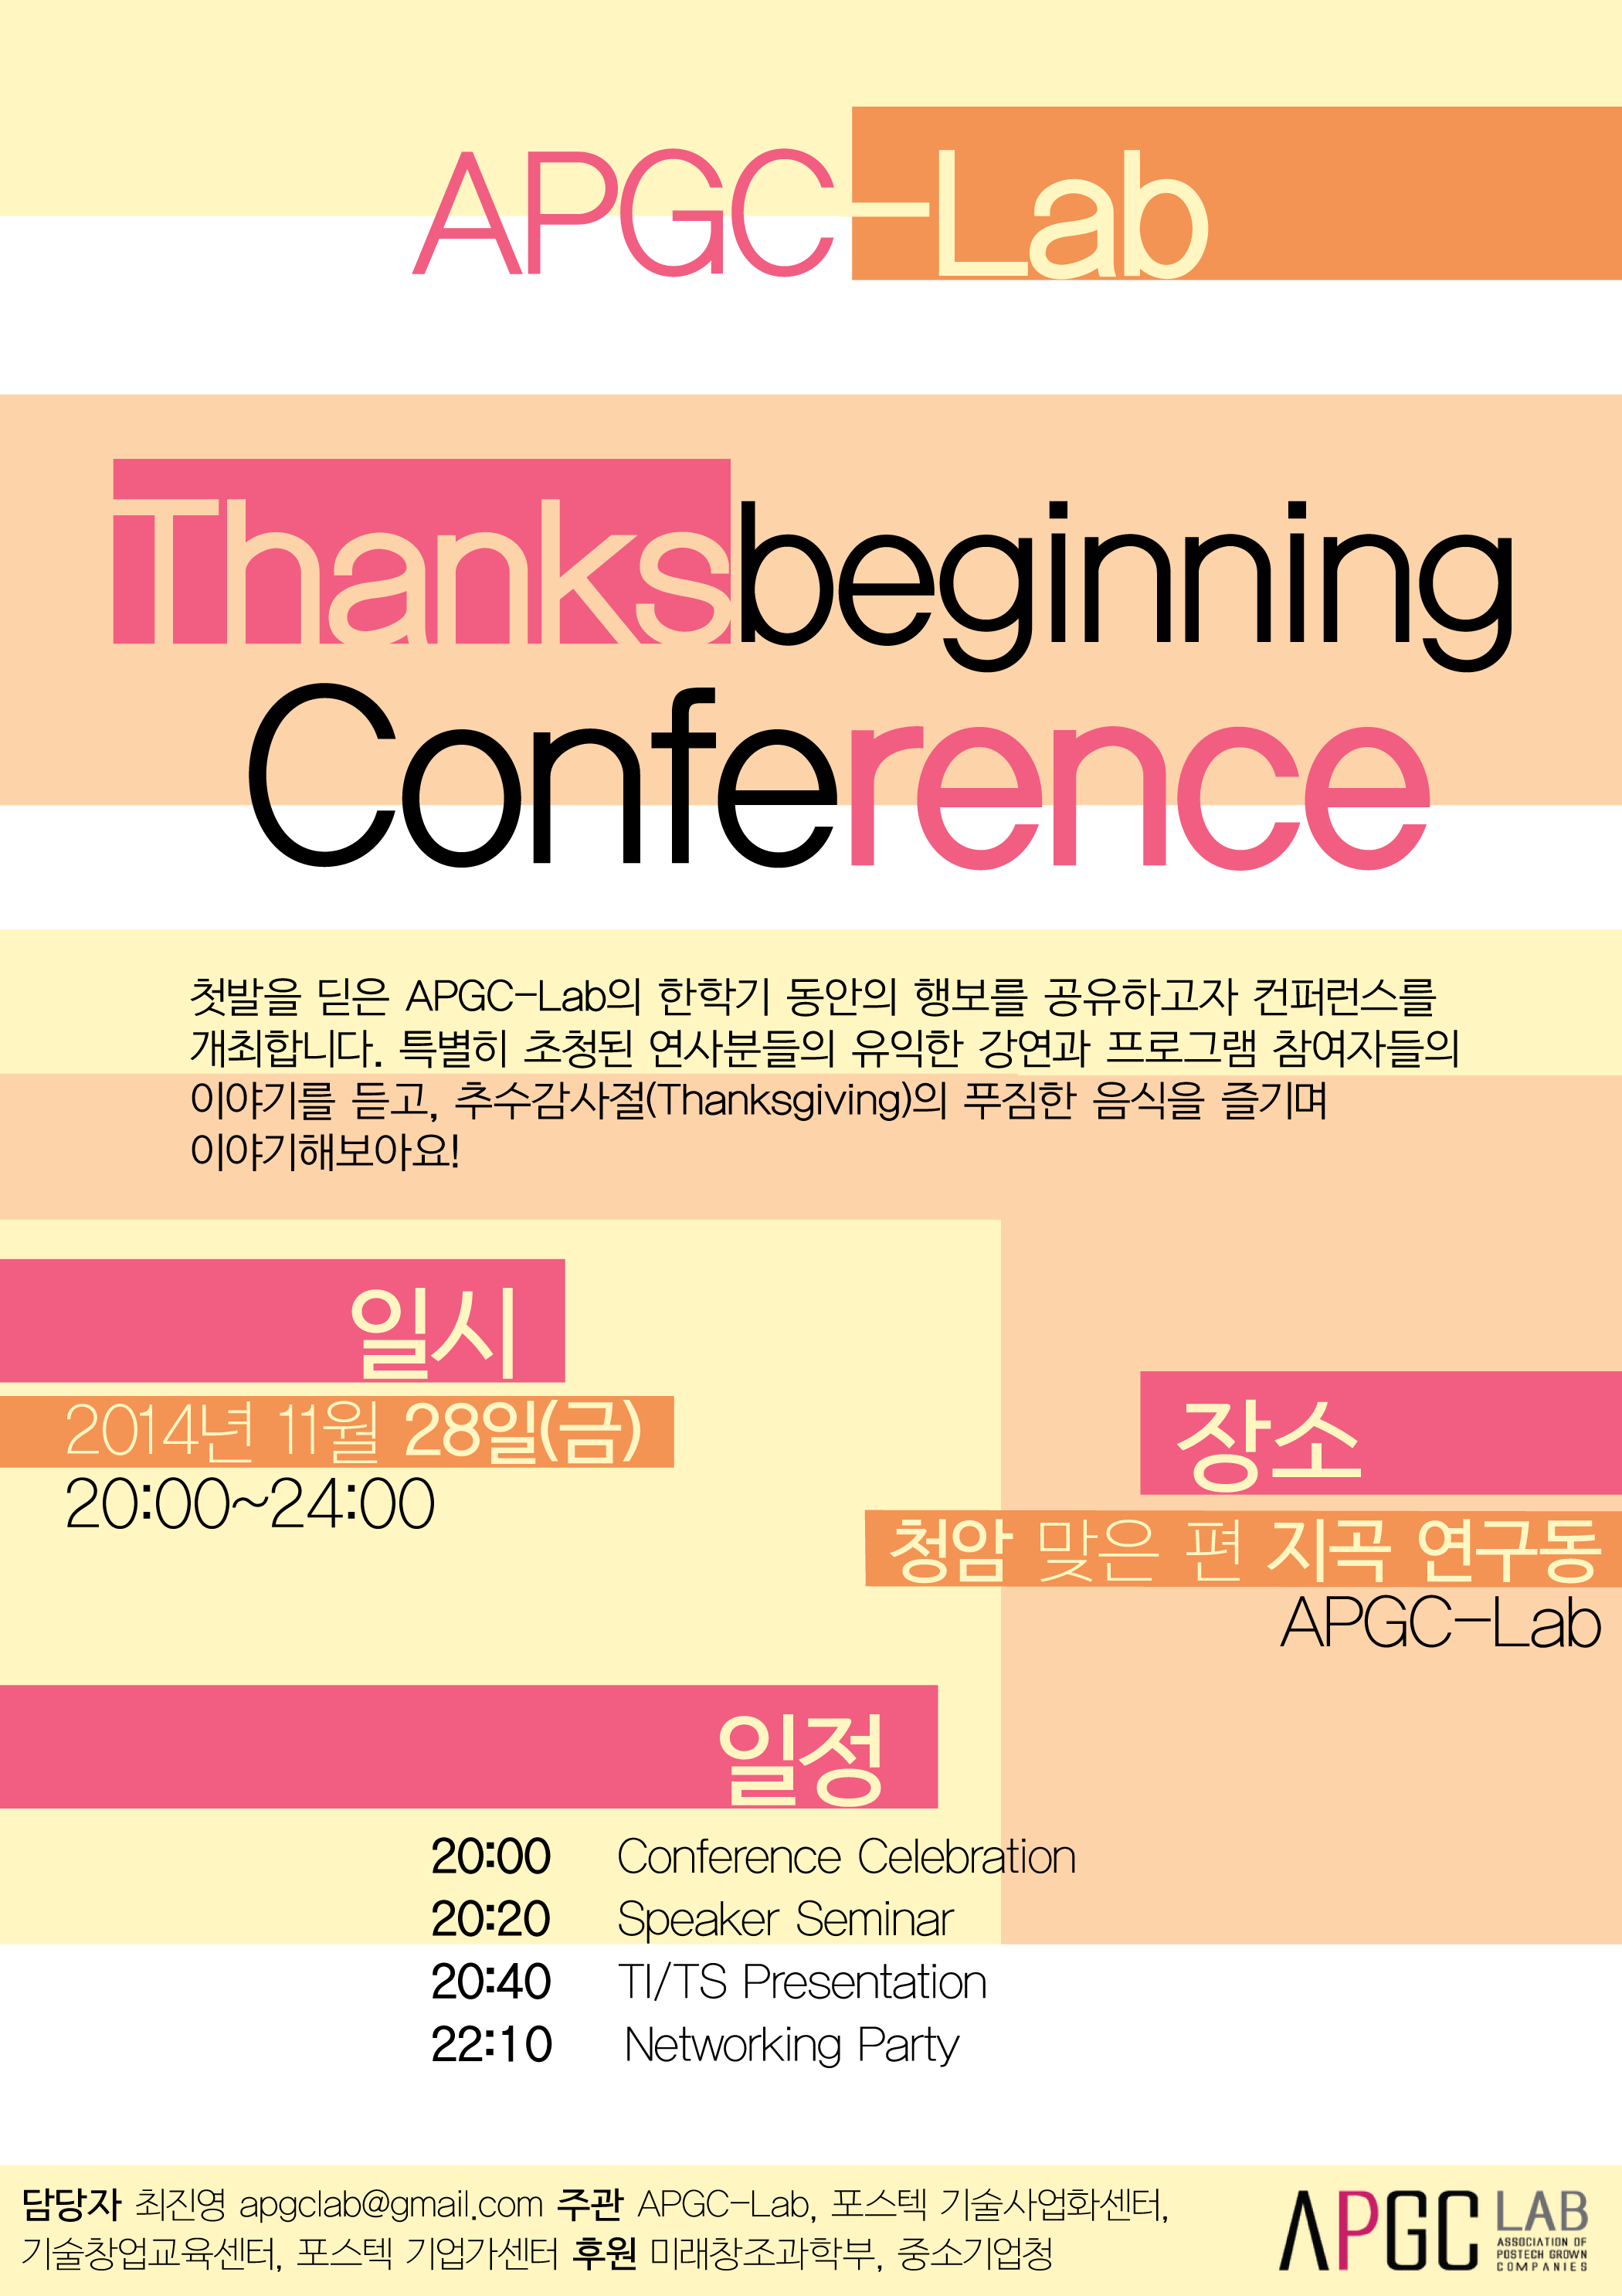 APGC-Lab
Thanksbeginning
Conference
첫발을 딛은 APGC-Lab의 한학기 동안의 행보를 공유하고자 컨퍼런스를
개최합니다. 특별히 초청된 연사분들의 유익한 강연과 프로그램 참여자들의
이야기를 듣고, 추수감사절(Thanksgiving)의 푸짐한 음식을 즐기며
이야기해보아요!
일시
2014년 11월 28일(금)
20:00~24:00
장소
청암 맞은 편 지곡 연구동
APGC-Lab
일정
20:00 Conference Celebration
20:20 Speaker Seminar
20:40 TI/TS Presentation
22:10 Networking Party
담당자 최진영 apgclab@gmail.com 주관 APGC-Lab, 포스텍 기술사업화센터,
기술창업교육센터, 포스텍 기업가센터 후원 미래창조과학부, 중소기업청
APGC LAB
ASSOCIATION OF
POSTECH GROWN
COMPANIES